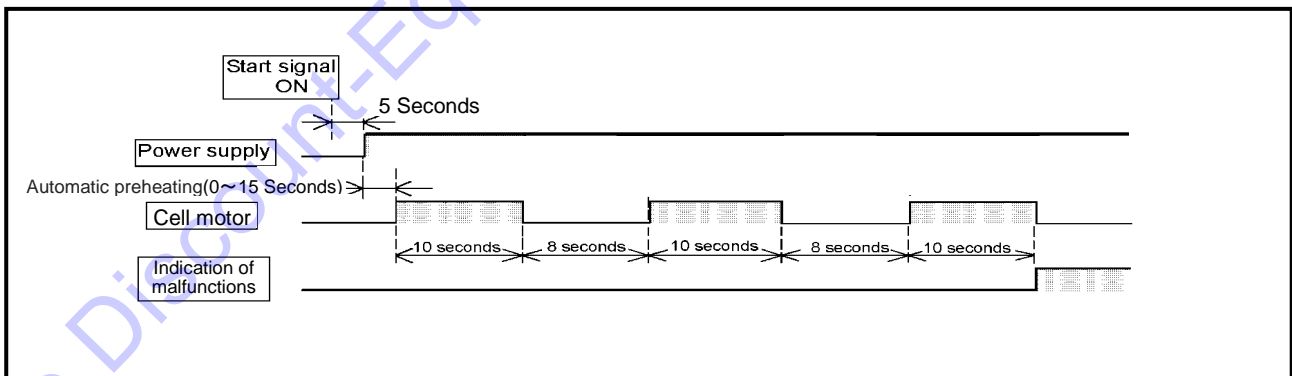 Start signal
ON
5 Seconds
Power supply
Automatic preheating(0～15 Seconds)
Cell motor
10 seconds
8 seconds
10 seconds
8 seconds
10 seconds
Indication of
malfunctions
Discount-Eq